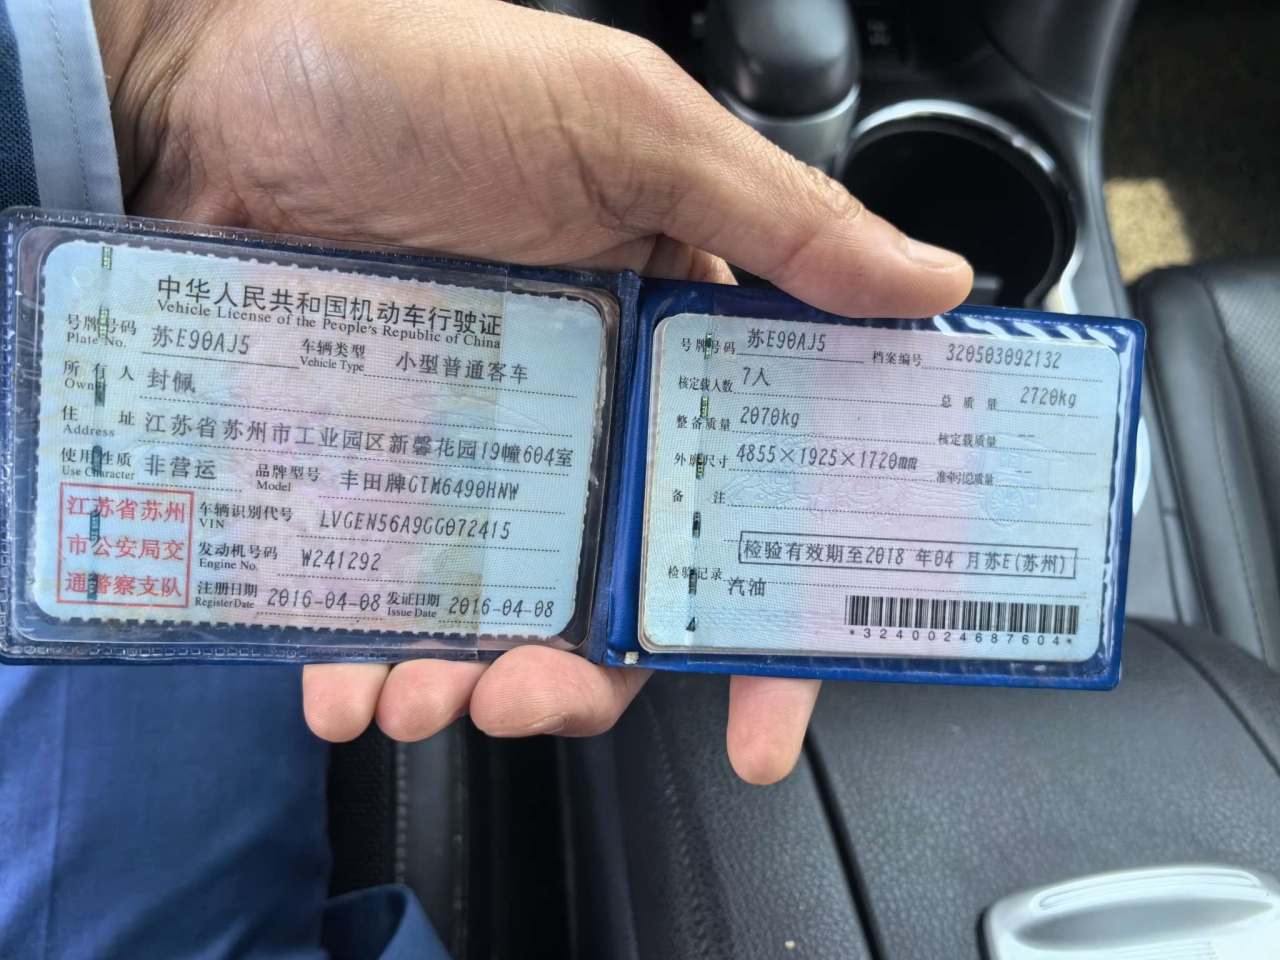 中华人民共和国机动车行驶证
Vehicle License of the People's Republic of China
号牌号码 苏E90AJ5 车辆类型 小型普通客车
Plate No. Vehicle Type
所有人 封佩
Owner
住址 江苏省苏州市工业园区新馨花园19幢604室
Address
使用性质 非营运 品牌型号 丰田牌GTM6490HNW
Use Character Model
江苏省苏州
市公安局交
通警察支队
车辆识别代号 LVGEN56A9GG072415
VIN
发动机号码 W241292
Engine No.
注册日期 2016-04-08 发证日期 2016-04-08
Register Date Issue Date
号牌号码 苏E90AJ5 档案编号 320503092132
核定载人数 7人 总质量 2720kg
整备质量 2070kg 核定载质量 --
外廓尺寸 4855×1925×1720mm 准牵引总质量 --
备注
检验有效期至2018 年04 月苏E(苏州)
检验记录 汽油
*3240024687604*